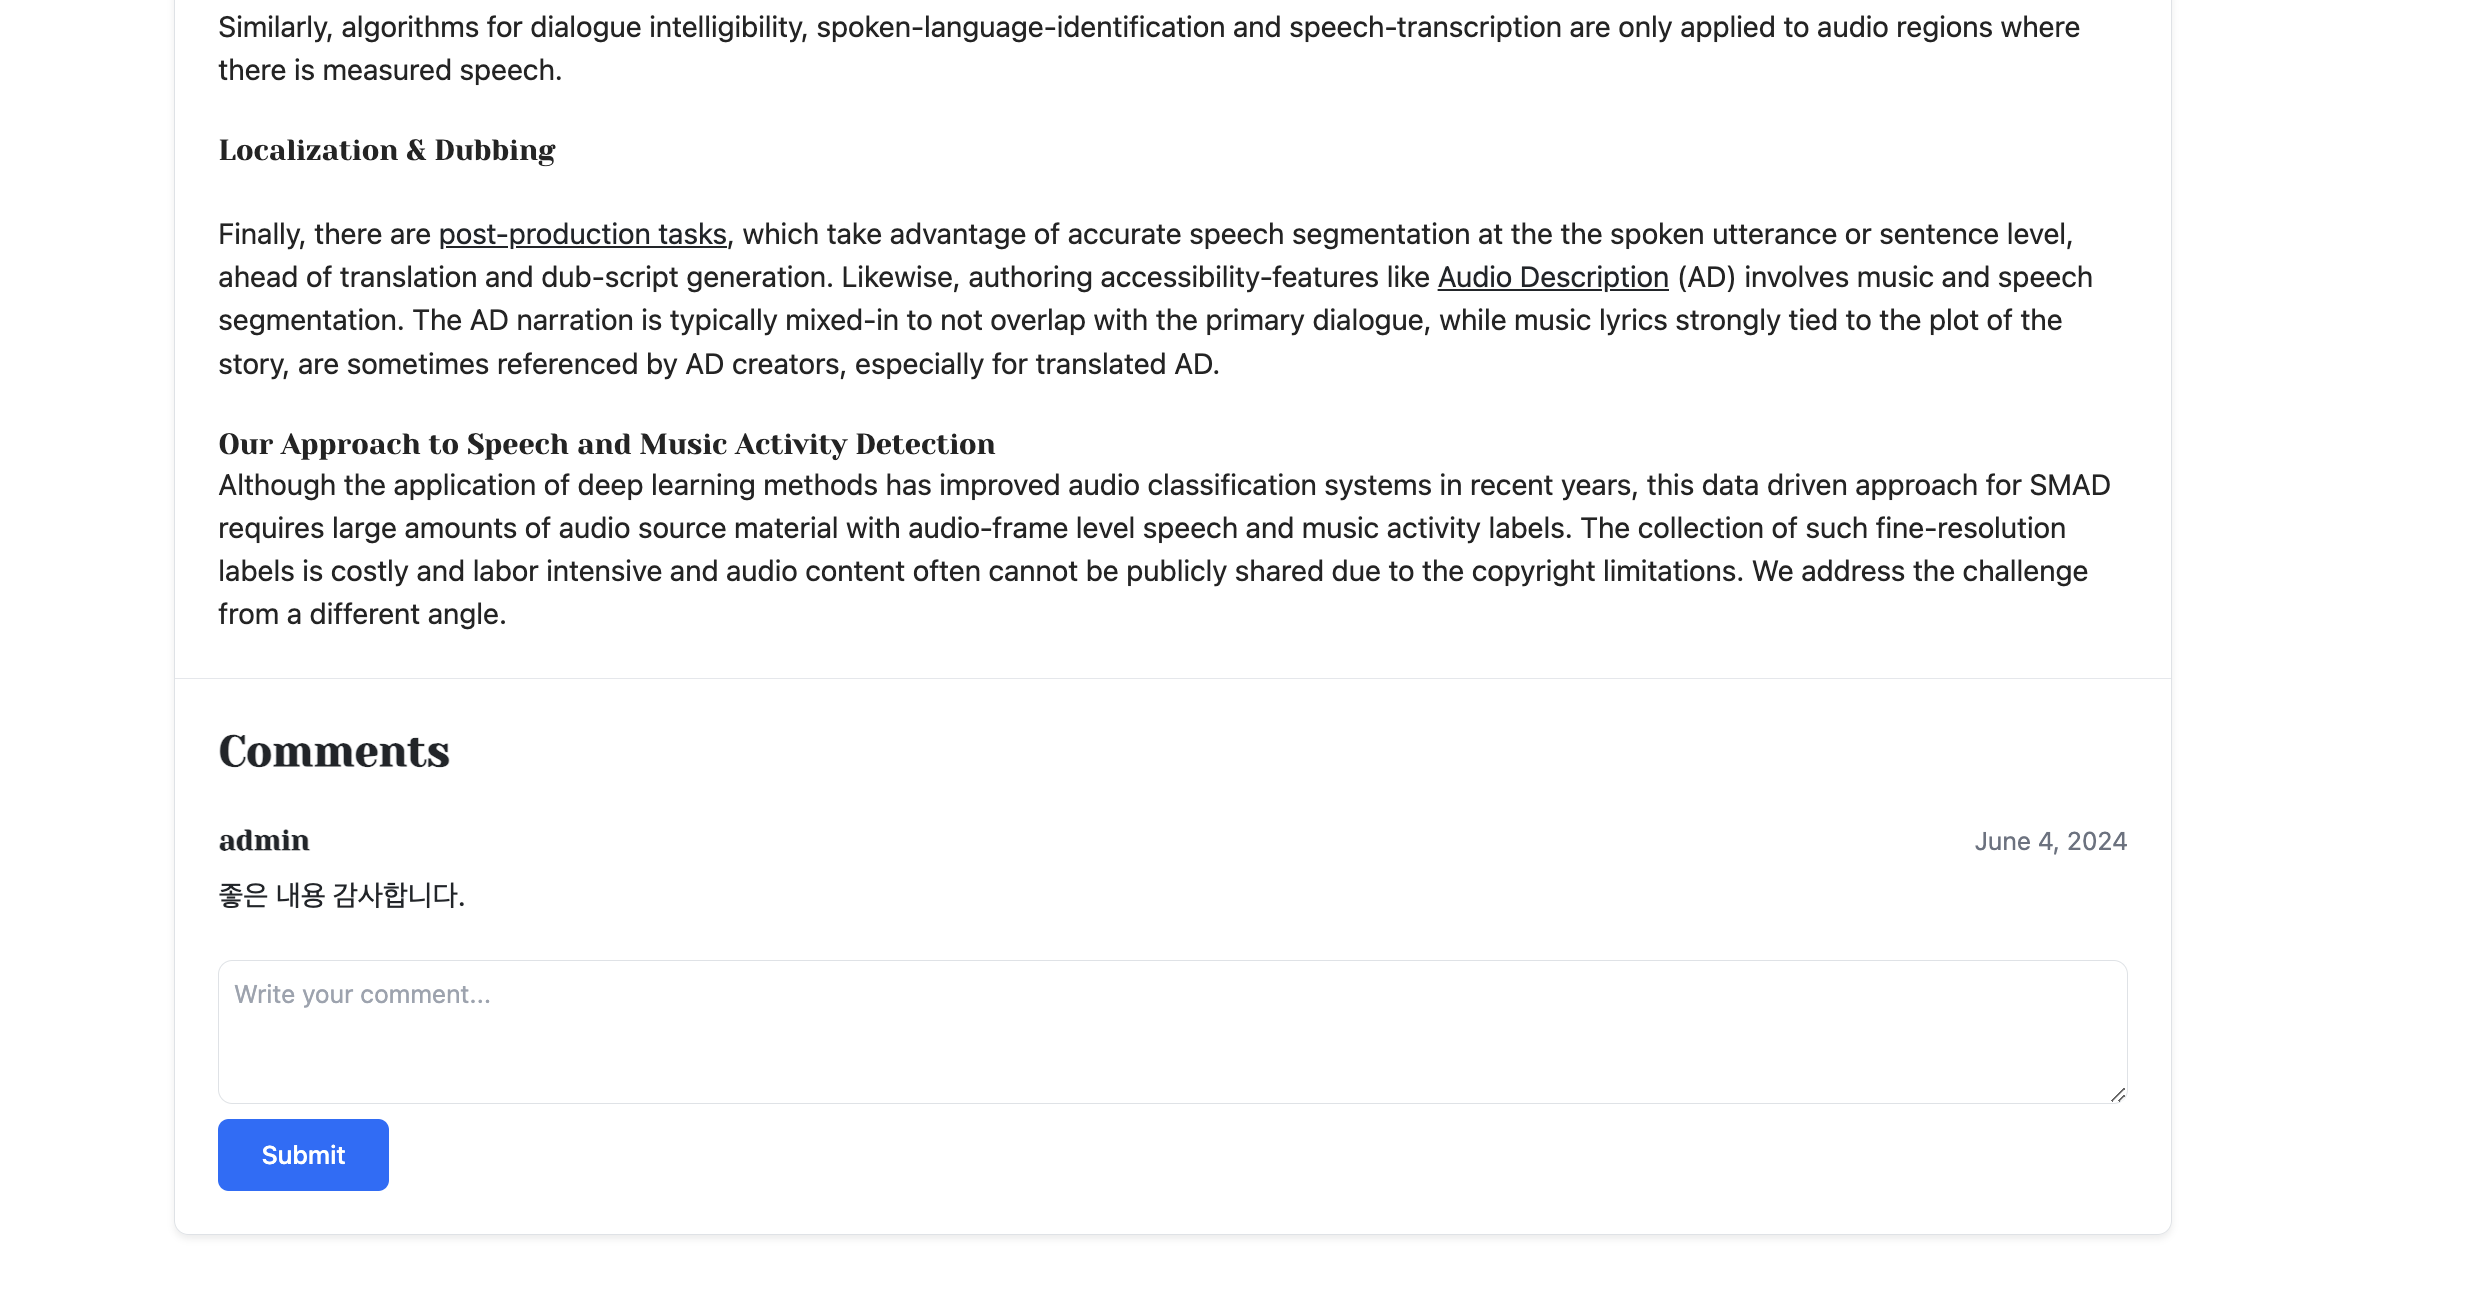 Similarly, algorithms for dialogue intelligibility, spoken-language-identification and speech-transcription are only applied to audio regions where
there is measured speech.
Localization & Dubbing
Finally, there are post-production tasks, which take advantage of accurate speech segmentation at the the spoken utterance or sentence level,
ahead of translation and dub-script generation. Likewise, authoring accessibility-features like Audio Description (AD) involves music and speech
segmentation. The AD narration is typically mixed-in to not overlap with the primary dialogue, while music lyrics strongly tied to the plot of the
story, are sometimes referenced by AD creators, especially for translated AD.
Our Approach to Speech and Music Activity Detection
Although the application of deep learning methods has improved audio classification systems in recent years, this data driven approach for SMAD
requires large amounts of audio source material with audio-frame level speech and music activity labels. The collection of such fine-resolution
labels is costly and labor intensive and audio content often cannot be publicly shared due to the copyright limitations. We address the challenge
from a different angle.
Comments
admin June 4, 2024
좋은 내용 감사합니다.
Write your comment...
Submit